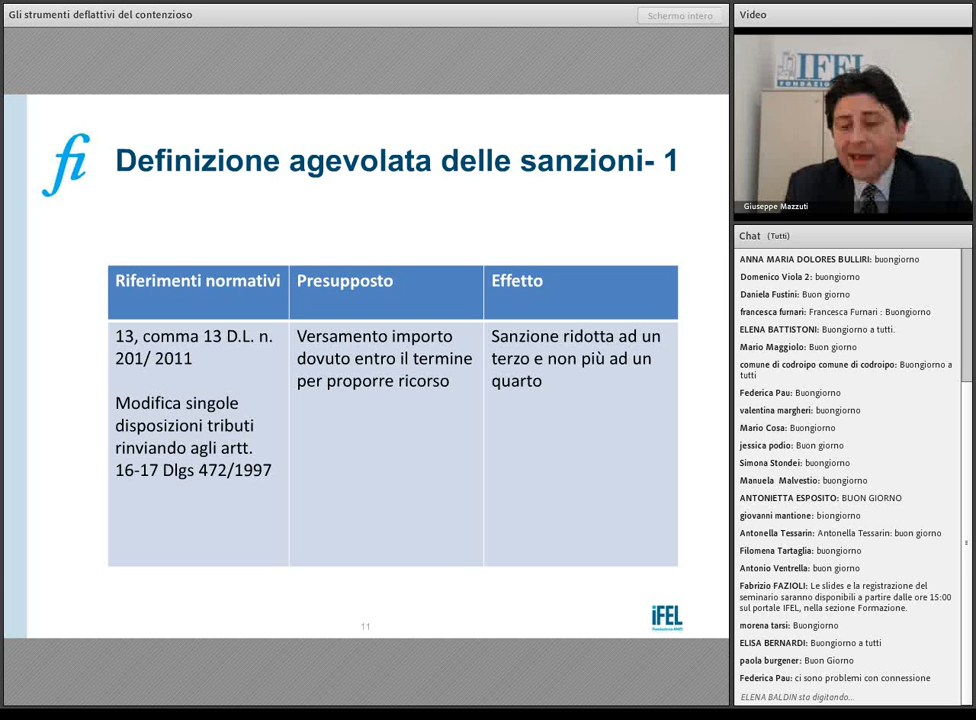 Gli strumenti deflattivi del contenzioso
Schermo intero
fi
Definizione agevolata delle sanzioni- 1
Riferimenti normativi
Presupposto
Effetto
13, comma 13 D.L. n.
201/ 2011
Modifica singole
disposizioni tributi
rinviando agli artt.
16-17 Dlgs 472/1997
Versamento importo
dovuto entro il termine
per proporre ricorso
Sanzione ridotta ad un
terzo e non più ad un
quarto
11
iFEL
Video
IFEL
Giuseppe Mazzuti
Chat (Tutti)
ANNA MARIA DOLORES BULLIRI: buongiorno
Domenico Viola 2: buongiorno
Daniela Fustini: Buon giorno
francesca furnari: Francesca Furnari : Buongiorno
ELENA BATTISTONI: Buongiorno a tutti.
Mario Maggiolo: Buon giorno
comune di codroipo comune di codroipo: Buongiorno a
tutti
Federica Pau: Buongiorno
valentina margheri: buongiorno
Mario Cosa: Buongiorno
jessica podio: Buon giorno
Simona Stondei: buongiorno
Manuela Malvestio: buongiorno
ANTONIETTA ESPOSITO: BUON GIORNO
giovanni mantione: biongiorno
Antonella Tessarin: Antonella Tessarin: buon giorno
Filomena Tartaglia: buongiorno
Antonio Ventrella: buon giorno
Fabrizio FAZIOLI: Le slides e la registrazione del
seminario saranno disponibili a partire dalle ore 15:00
sul portale IFEL, nella sezione Formazione.
morena tarsi: Buongiorno
ELISA BERNARDI: Buongiorno a tutti
paola burgener: Buon Giorno
Federica Pau: ci sono problemi con connessione
ELENA BALDIN sta digitando...